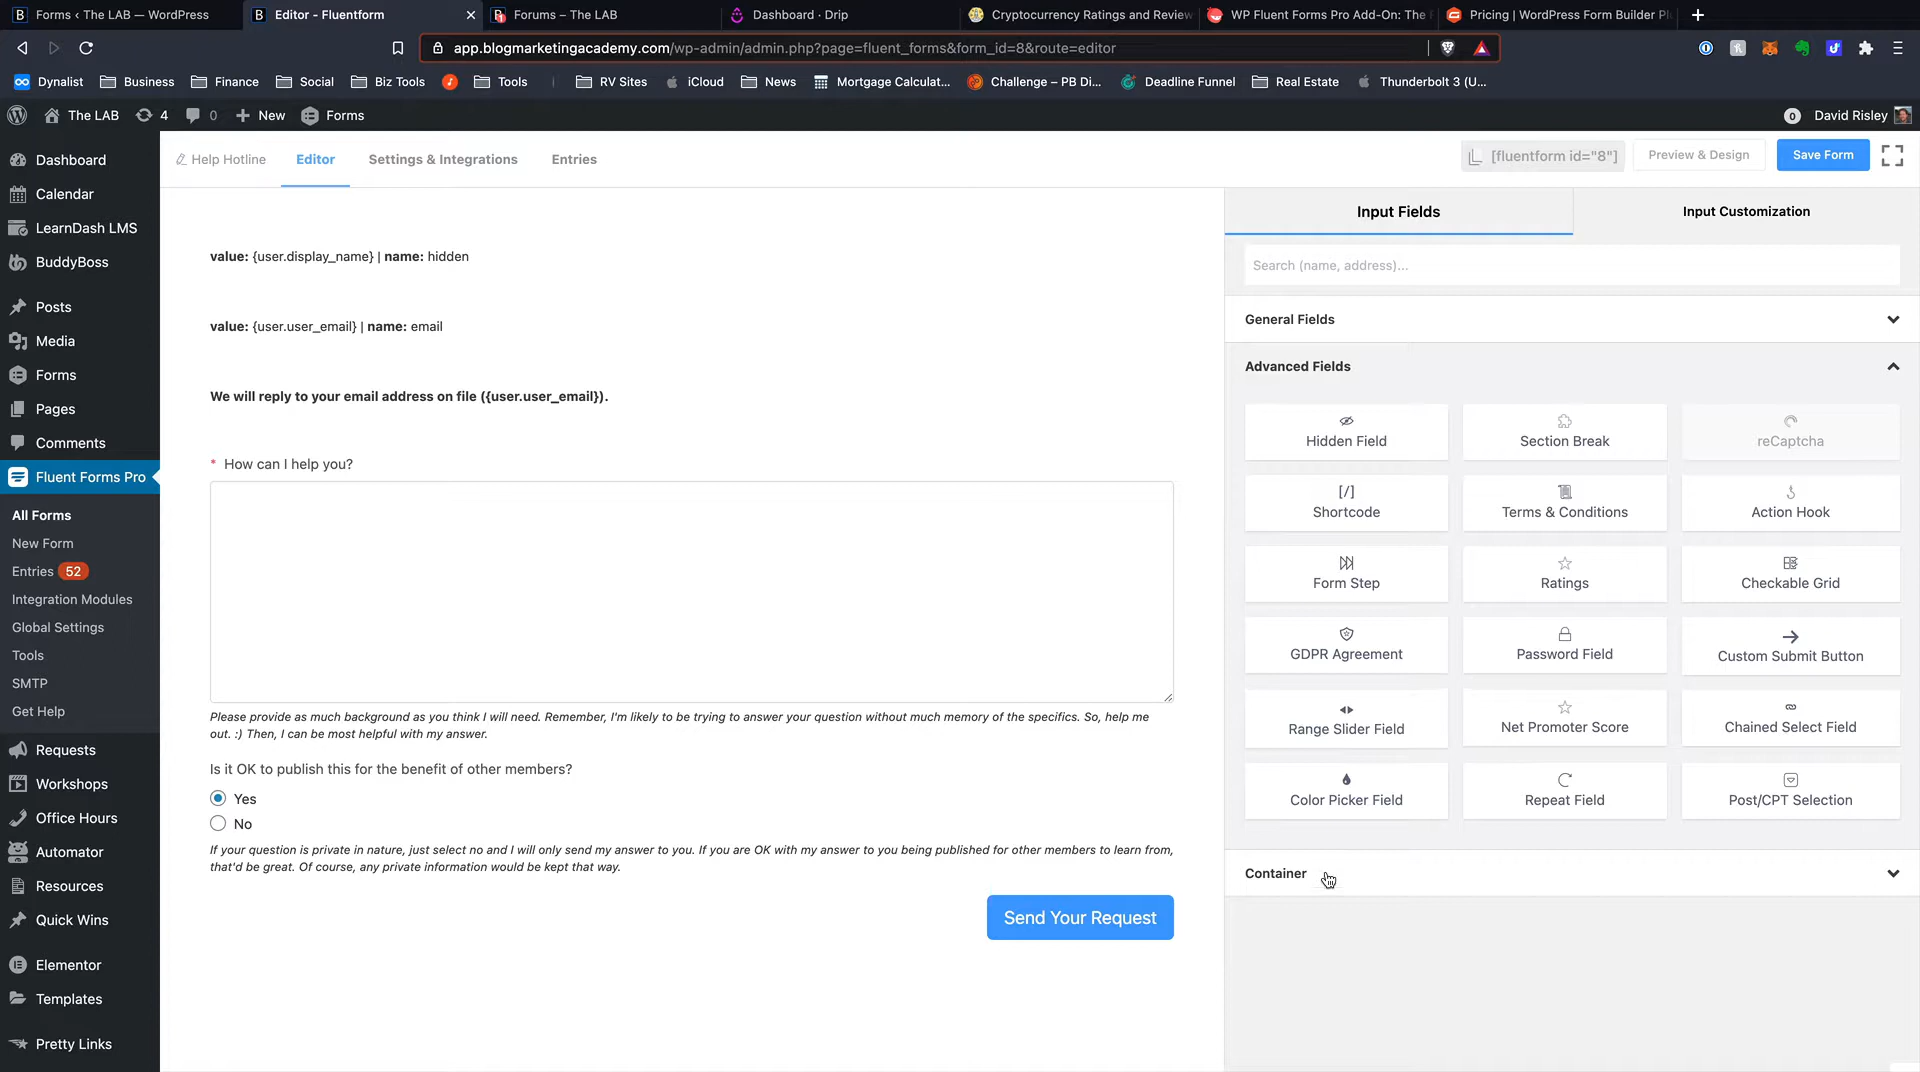 Forms ‹ The LAB — WordPress
Editor - Fluentform
Forums – The LAB
Dashboard · Drip
Cryptocurrency Ratings and Review
WP Fluent Forms Pro Add-On: The
Pricing | WordPress Form Builder Pl
app.blogmarketingacademy.com/wp-admin/admin.php?page=fluent_forms&form_id=8&route=editor
Dynalist
Business
Finance
Social
Biz Tools
Tools
RV Sites
iCloud
News
Mortgage Calculat...
Challenge – PB Di...
Deadline Funnel
Real Estate
Thunderbolt 3 (U...
The LAB
4
0
New
Forms
0
David Risley
Dashboard
Calendar
LearnDash LMS
BuddyBoss
Posts
Media
Forms
Pages
Comments
Fluent Forms Pro
All Forms
New Form
Entries 52
Integration Modules
Global Settings
Tools
SMTP
Get Help
Requests
Workshops
Office Hours
Automator
Resources
Quick Wins
Elementor
Templates
Pretty Links
Help Hotline
Editor
Settings & Integrations
Entries
[fluentform id="8"]
Preview & Design
Save Form
value: {user.display_name} | name: hidden
value: {user.user_email} | name: email
We will reply to your email address on file ({user.user_email}).
* How can I help you?
Please provide as much background as you think I will need. Remember, I'm likely to be trying to answer your question without much memory of the specifics. So, help me
out. :) Then, I can be most helpful with my answer.
Is it OK to publish this for the benefit of other members?
Yes
No
If your question is private in nature, just select no and I will only send my answer to you. If you are OK with my answer to you being published for other members to learn from,
that'd be great. Of course, any private information would be kept that way.
Send Your Request
Input Fields
Input Customization
Search (name, address)...
General Fields
Advanced Fields
Hidden Field
Section Break
reCaptcha
[/]
Shortcode
Terms & Conditions
Action Hook
Form Step
Ratings
Checkable Grid
GDPR Agreement
Password Field
Custom Submit Button
Range Slider Field
Net Promoter Score
Chained Select Field
Color Picker Field
Repeat Field
Post/CPT Selection
Container